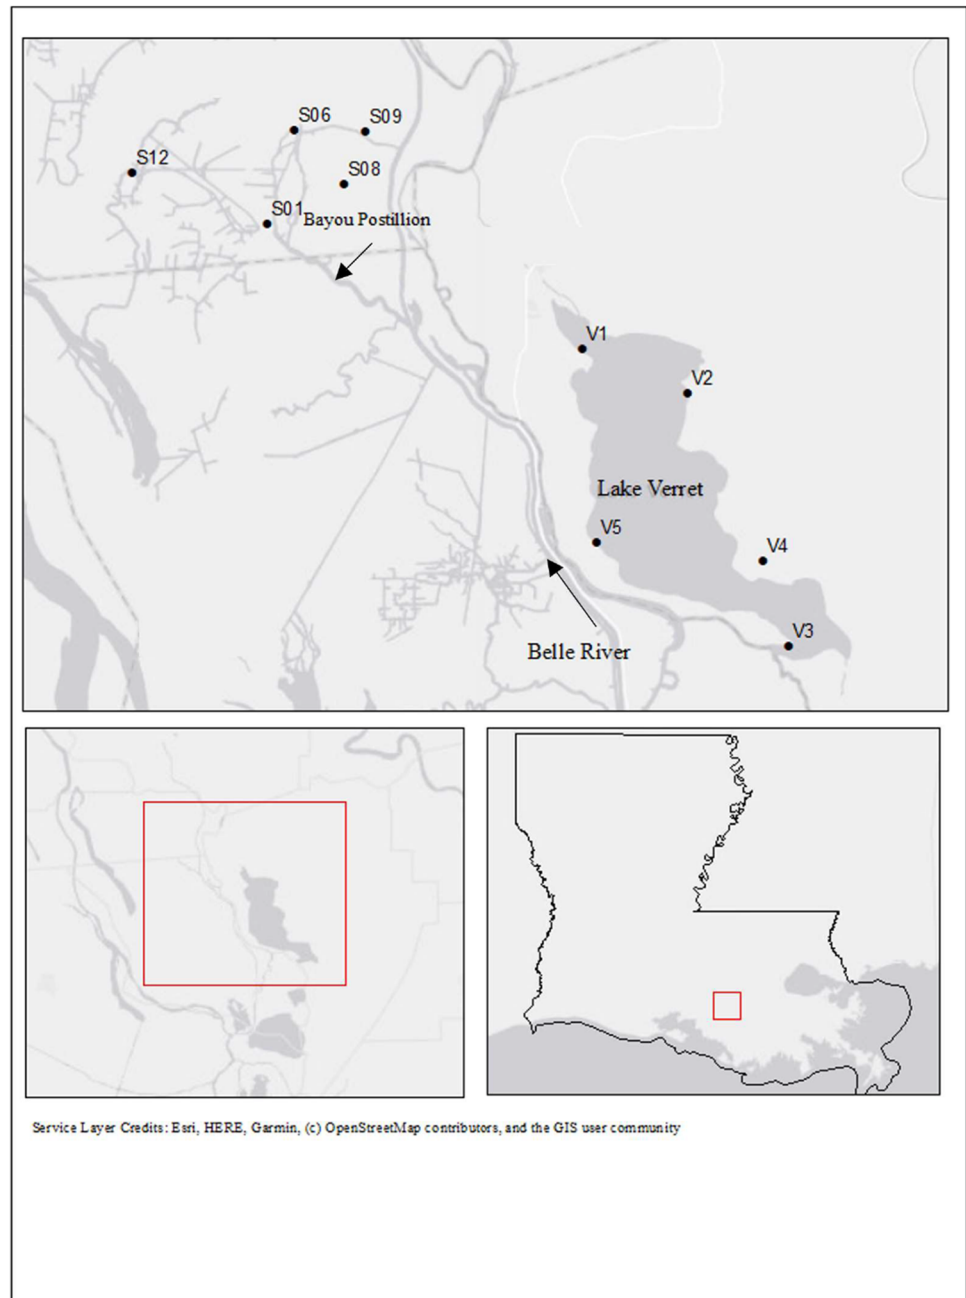 S06
S09
S12
S08
S01
Bayou Postillion
V1
V2
Lake Verret
V5
V4
V3
Belle River
Service Layer Credits: Esri, HERE, Garmin, (c) OpenStreetMap contributors, and the GIS user community